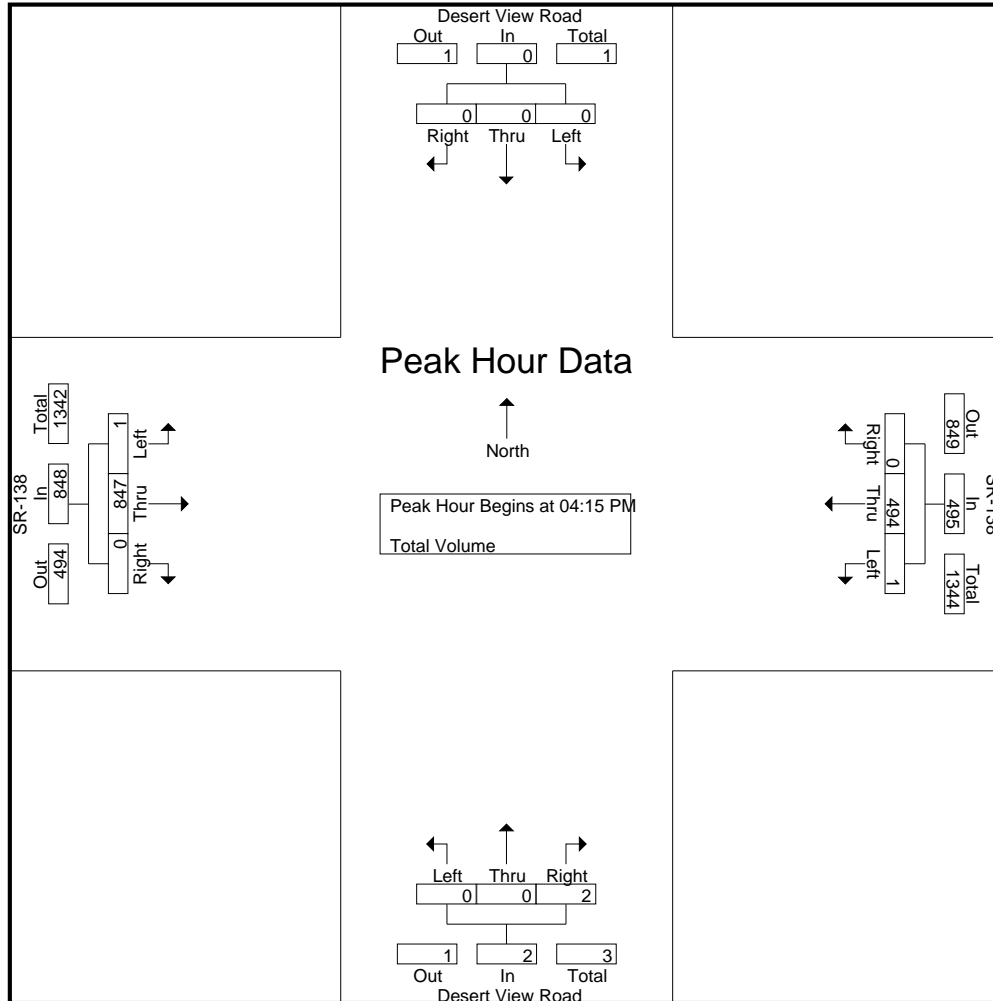 Desert View Road
Out In Total
1 0 1
0 0 0
Right Thru Left
Peak Hour Data
North
Peak Hour Begins at 04:15 PM
Total Volume
SR-138
Total In Out
1342 848 494
1 847 0
Left Thru Right
Out In Total
849 495 1344
0 494 1
Right Thru Left
SR-138
Left Thru Right
0 0 2
1 2 3
Out In Total
Desert View Road